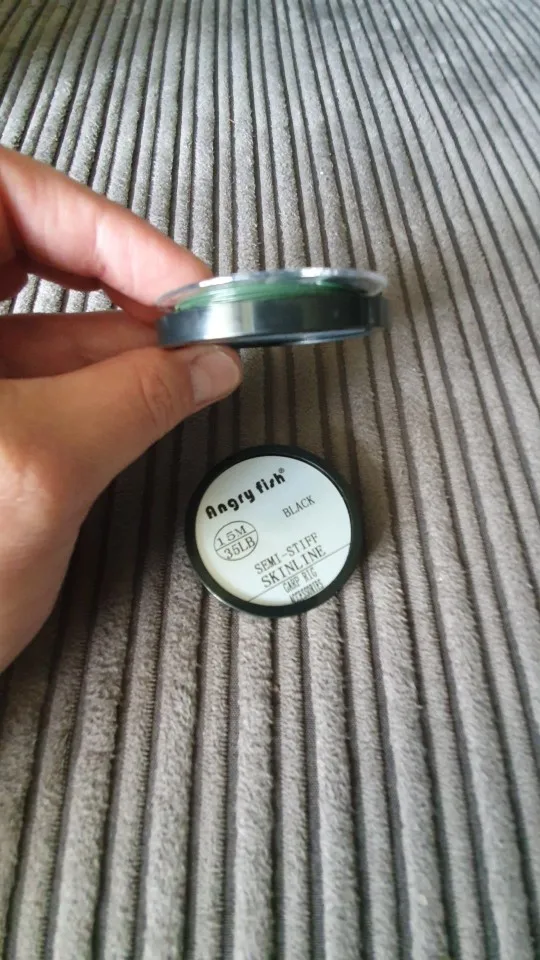 Angry fish®
BLACK
15M
35LB
SEMI-STIFF
SKINLINE
CARP RIG
ACCESSORIES